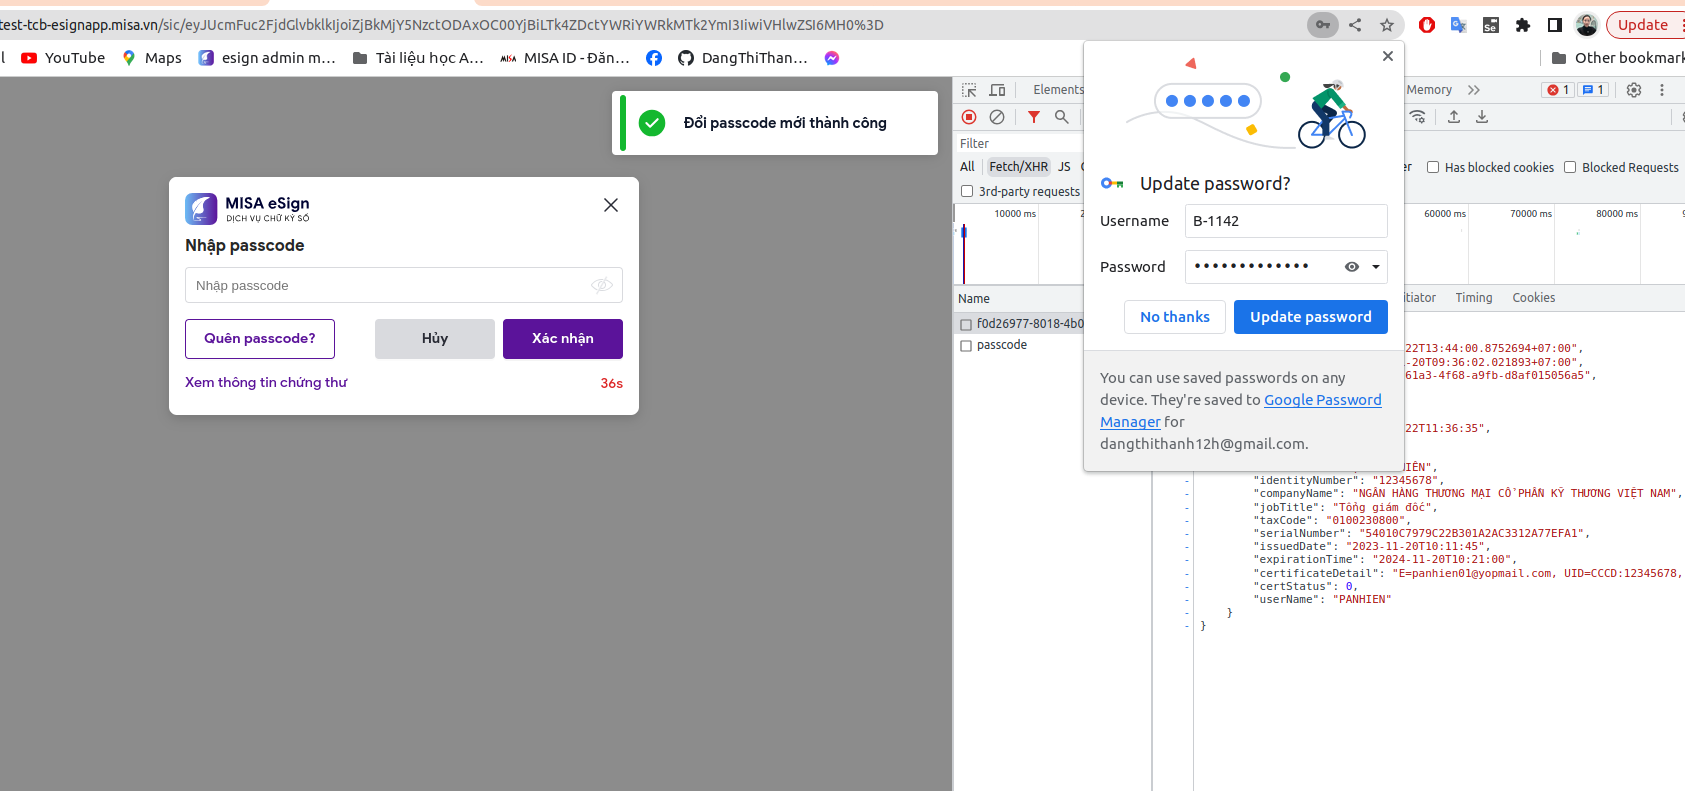 test-tcb-esignapp.misa.vn/sic/eyJUcmFuc2FjdGlvbklkIjoiZjBkMjY5NzctODAxOC00YjBiLTk4ZDctYWRiYWRkMTk2YmI3IiwiVHlwZSI6MH0%3D
Update
YouTube
Maps
esign admin m...
Tài liệu học A...
MISA ID - Đăn...
DangThiThan...
Other bookmark
Đổi passcode mới thành công
MISA eSign
DỊCH VỤ CHỮ KÝ SỐ
Nhập passcode
Nhập passcode
Quên passcode?
Hủy
Xác nhận
Xem thông tin chứng thư
36s
Elements
Memory
1
1
Filter
All
Fetch/XHR
JS
Has blocked cookies
Blocked Requests
3rd-party requests
10000 ms
60000 ms
70000 ms
80000 ms
Name
Timing
Cookies
f0d26977-8018-4b0
passcode
Update password?
Username
B-1142
Password
No thanks
Update password
You can use saved passwords on any
device. They're saved to Google Password
Manager for
dangthithanh12h@gmail.com.
22T13:44:00.8752694+07:00",
-20T09:36:02.021893+07:00",
61a3-4f68-a9fb-d8af015056a5",
22T11:36:35",
HIÊN",
"identityNumber": "12345678",
"companyName": "NGÂN HÀNG THƯƠNG MẠI CỔ PHẦN KỸ THƯƠNG VIỆT NAM",
"jobTitle": "Tổng giám đốc",
"taxCode": "0100230800",
"serialNumber": "54010C7979C22B301A2AC3312A77EFA1",
"issuedDate": "2023-11-20T10:11:45",
"expirationTime": "2024-11-20T10:21:00",
"certificateDetail": "E=panhien01@yopmail.com, UID=CCCD:12345678,
"certStatus": 0,
"userName": "PANHIEN"
}
}